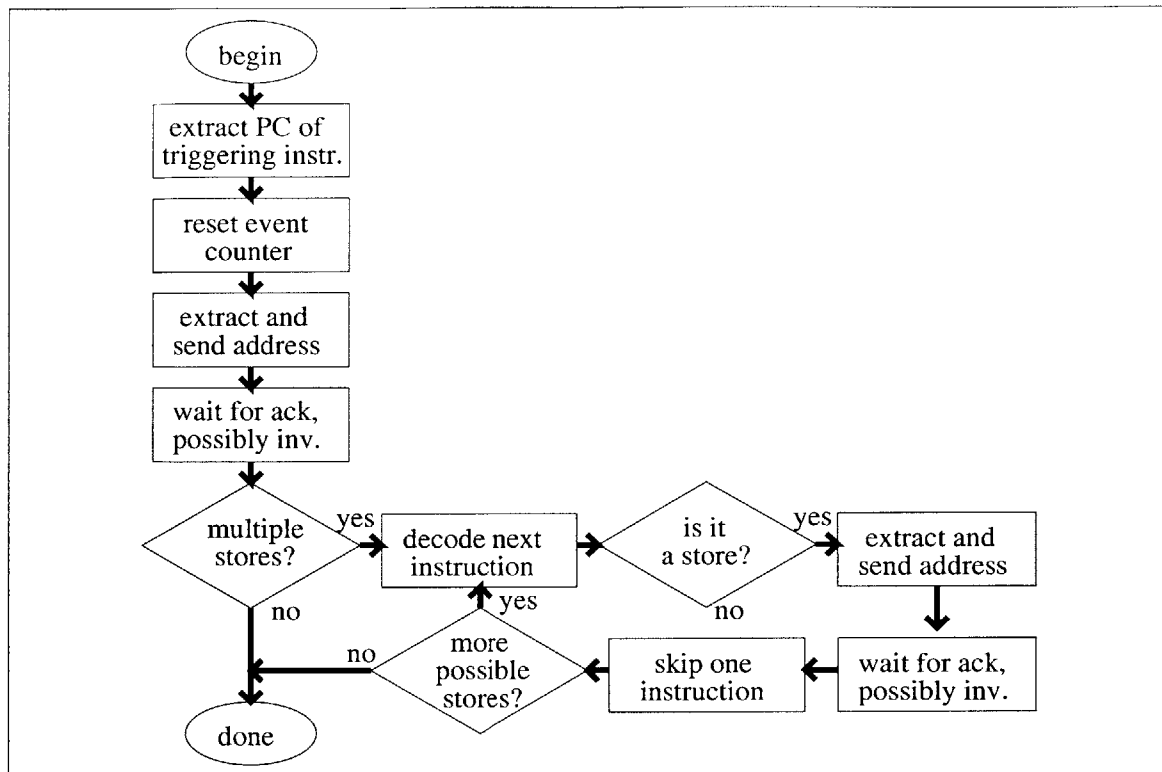 begin
extract PC of
triggering instr.
reset event
counter
extract and
send address
wait for ack,
possibly inv.
multiple
stores?
yes
no
decode next
instruction
is it
a store?
yes
no
extract and
send address
wait for ack,
possibly inv.
skip one
instruction
more
possible
stores?
yes
no
done